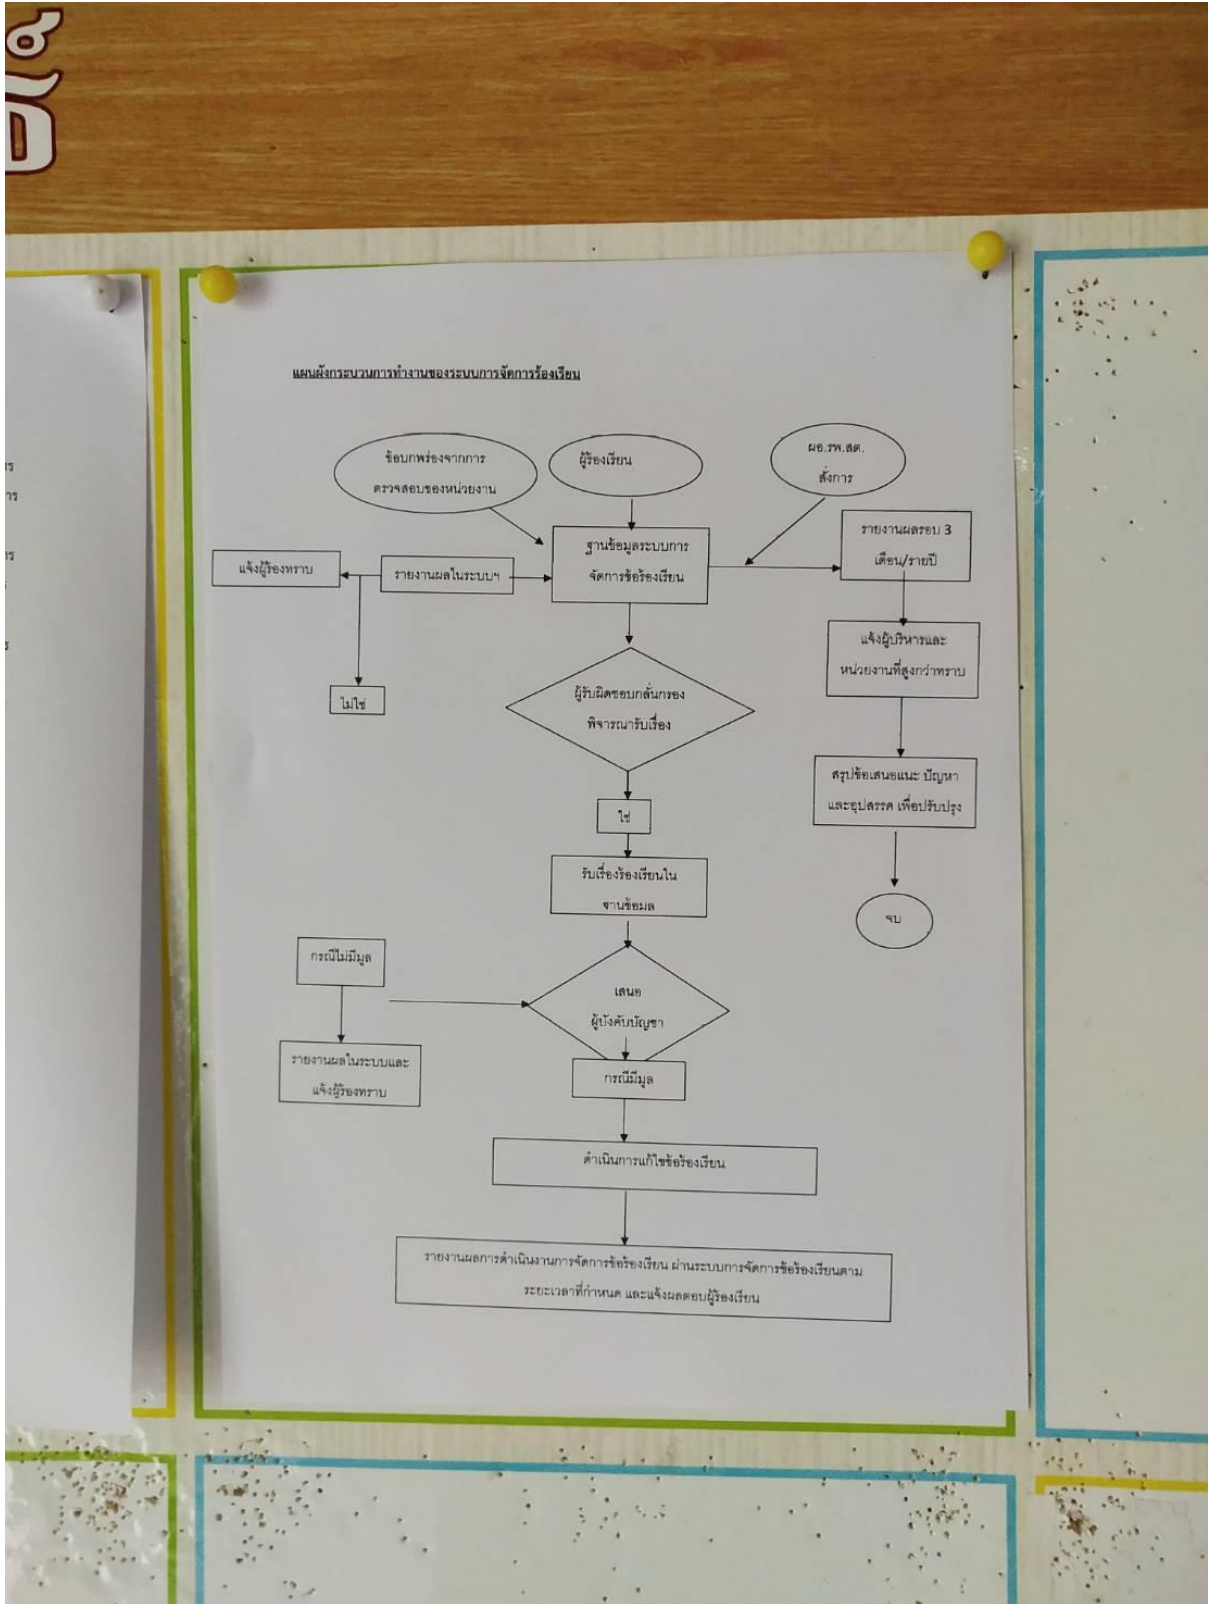 แผนผังกระบวนการทำงานของระบบการจัดการร้องเรียน
ข้อบกพร่องจากการ
ตรวจสอบของหน่วยงาน
ผู้ร้องเรียน
ผอ.รพ.สต.
สั่งการ
แจ้งผู้ร้องทราบ
รายงานผลในระบบฯ
ฐานข้อมูลระบบการ
จัดการข้อร้องเรียน
รายงานผลรอบ 3
เดือน/รายปี
ไม่ใช่
ผู้รับผิดชอบกลั่นกรอง
พิจารณารับเรื่อง
แจ้งผู้บริหารและ
หน่วยงานที่สูงกว่าทราบ
ใช่
สรุปข้อเสนอแนะ ปัญหา
และอุปสรรค เพื่อปรับปรุง
รับเรื่องร้องเรียนใน
ฐานข้อมูล
จบ
กรณีไม่มีมูล
เสนอ
ผู้บังคับบัญชา
รายงานผลในระบบและ
แจ้งผู้ร้องทราบ
กรณีมีมูล
ดำเนินการแก้ไขข้อร้องเรียน
รายงานผลการดำเนินงานการจัดการข้อร้องเรียน ผ่านระบบการจัดการข้อร้องเรียนตาม
ระยะเวลาที่กำหนด และแจ้งผลตอบผู้ร้องเรียน